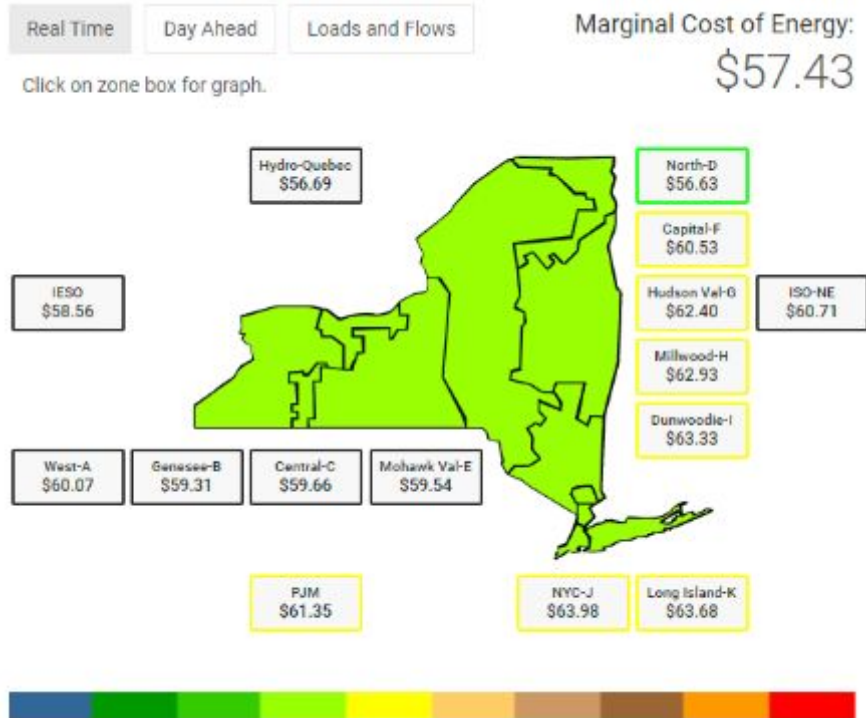 Real Time
Day Ahead
Loads and Flows
Marginal Cost of Energy:
$57.43
Click on zone box for graph.
Hydro-Quebec
$56.69
North-D
$56.63
Capital-F
$60.53
IESO
$58.56
Hudson Val-G
$62.40
ISO-NE
$60.71
Millwood-H
$62.93
Dunwoodie-I
$63.33
West-A
$60.07
Genesee-B
$59.31
Central-C
$59.66
Mohawk Val-E
$59.54
PJM
$61.35
NYC-J
$63.98
Long Island-K
$63.68